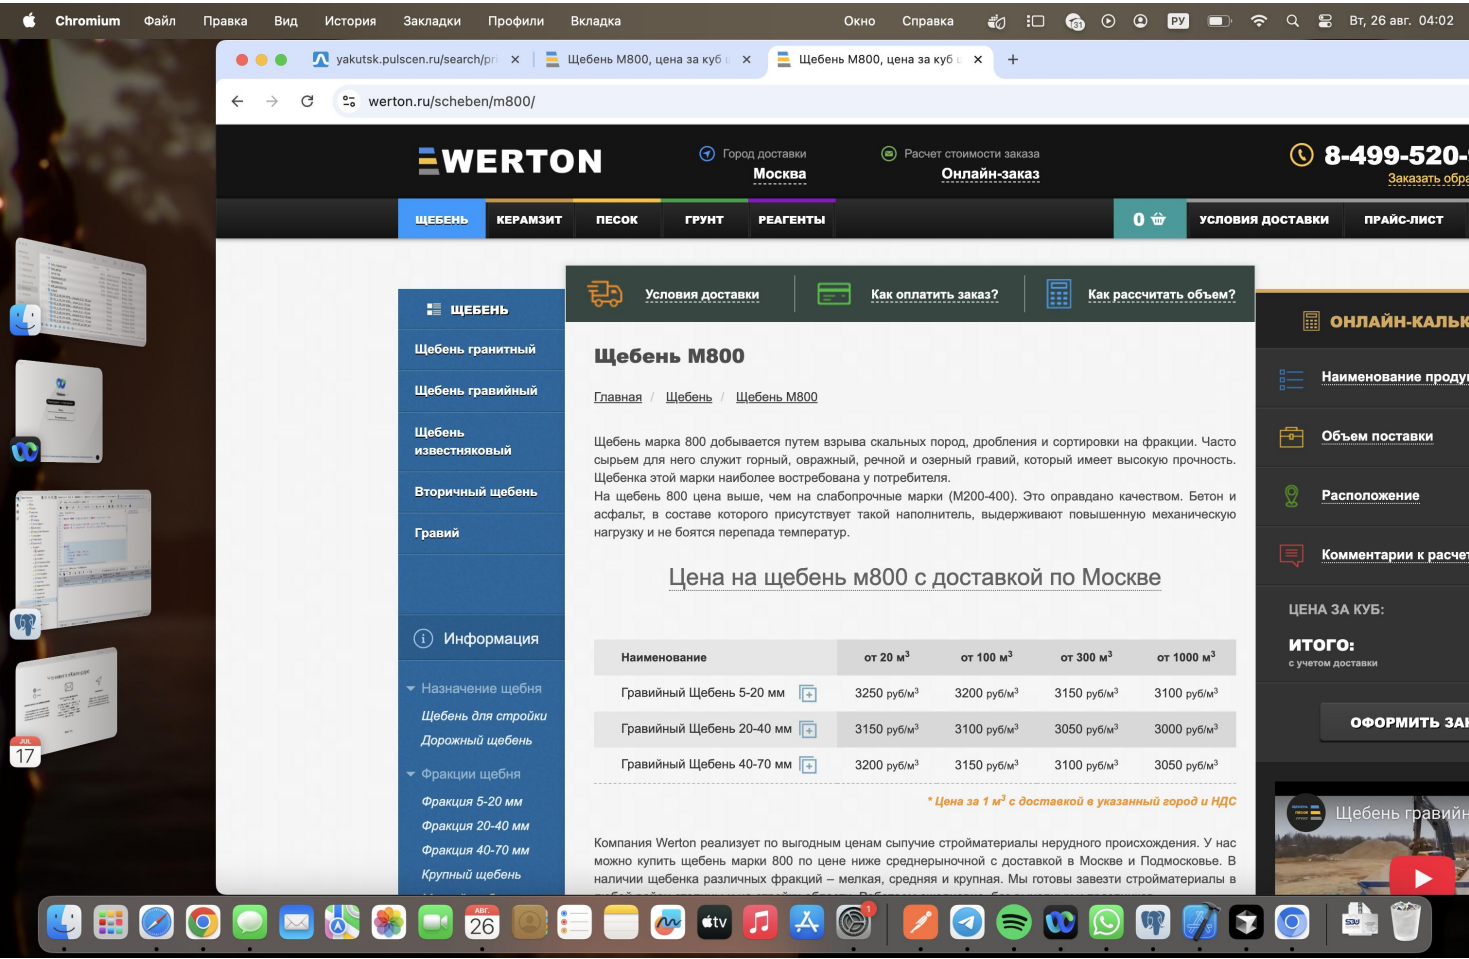 Chromium Файл Правка Вид История Закладки Профили Вкладка Окно Справка РУ Вт, 26 авг. 04:02
yakutsk.pulscen.ru/search/pri
Щебень М800, цена за куб
Щебень М800, цена за куб
werton.ru/scheben/m800/
WERTON
Город доставки
Москва
Расчет стоимости заказа
Онлайн-заказ
8-499-520-
Заказать обра
ЩЕБЕНЬ КЕРАМЗИТ ПЕСОК ГРУНТ РЕАГЕНТЫ 0 УСЛОВИЯ ДОСТАВКИ ПРАЙС-ЛИСТ
Условия доставки Как оплатить заказ? Как рассчитать объем?
ЩЕБЕНЬ
Щебень гранитный
Щебень гравийный
Щебень
известняковый
Вторичный щебень
Гравий
Информация
Назначение щебня
Щебень для стройки
Дорожный щебень
Фракции щебня
Фракция 5-20 мм
Фракция 20-40 мм
Фракция 40-70 мм
Крупный щебень
Щебень М800
Главная / Щебень / Щебень М800
Щебень марка 800 добывается путем взрыва скальных пород, дробления и сортировки на фракции. Часто
сырьем для него служит горный, овражный, речной и озерный гравий, который имеет высокую прочность.
Щебенка этой марки наиболее востребована у потребителя.
На щебень 800 цена выше, чем на слабопрочные марки (М200-400). Это оправдано качеством. Бетон и
асфальт, в составе которого присутствует такой наполнитель, выдерживают повышенную механическую
нагрузку и не боятся перепада температур.
Цена на щебень м800 с доставкой по Москве
Наименование от 20 м³ от 100 м³ от 300 м³ от 1000 м³
Гравийный Щебень 5-20 мм 3250 руб/м³ 3200 руб/м³ 3150 руб/м³ 3100 руб/м³
Гравийный Щебень 20-40 мм 3150 руб/м³ 3100 руб/м³ 3050 руб/м³ 3000 руб/м³
Гравийный Щебень 40-70 мм 3200 руб/м³ 3150 руб/м³ 3100 руб/м³ 3050 руб/м³
* Цена за 1 м³ с доставкой в указанный город и НДС
Компания Werton реализует по выгодным ценам сыпучие стройматериалы нерудного происхождения. У нас
можно купить щебень марки 800 по цене ниже среднерыночной с доставкой в Москве и Подмосковье. В
наличии щебенка различных фракций – мелкая, средняя и крупная. Мы готовы завезти стройматериалы в
ОНЛАЙН-КАЛЬК
Наименование проду
Объем поставки
Расположение
Комментарии к расчет
ЦЕНА ЗА КУБ:
ИТОГО:
с учетом доставки
ОФОРМИТЬ ЗА
Щебень гравийн
JUL
17
АВГ.
26
tv
1